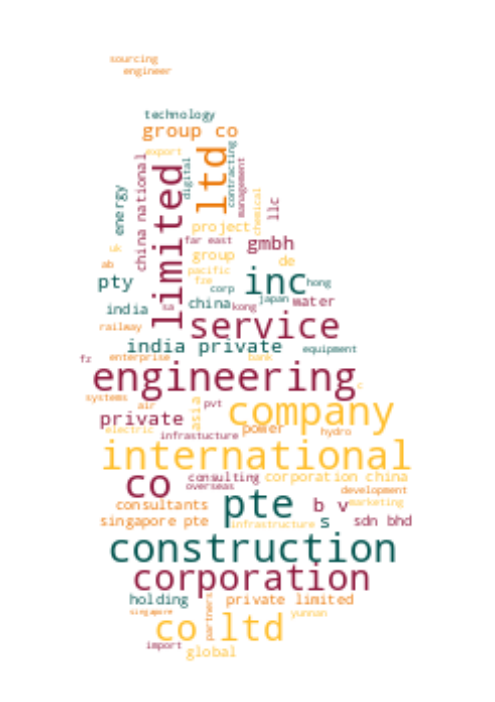 sourcing
engineer
technology
group co
export
ltd
limited
digital
contracting
management
china national
energy
chemical
llc
project
far east
gmbh
uk
group
de
ab
pacific
pty
fze
inc
hong
corp
japan
water
china
kong
sa
india
service
railway
india private
equipment
fz
enterprise
bank
engineering
c
systems
air
pvt
asia
company
private
electric
infrastucture
power
hydro
international
co
consulting
corporation china
overseas
development
pte
b v
marketing
consultants
singapore pte
infrastructure
s
sdn bhd
construction
corporation
holding
private limited
singapore
partners
yunnan
co ltd
import
global